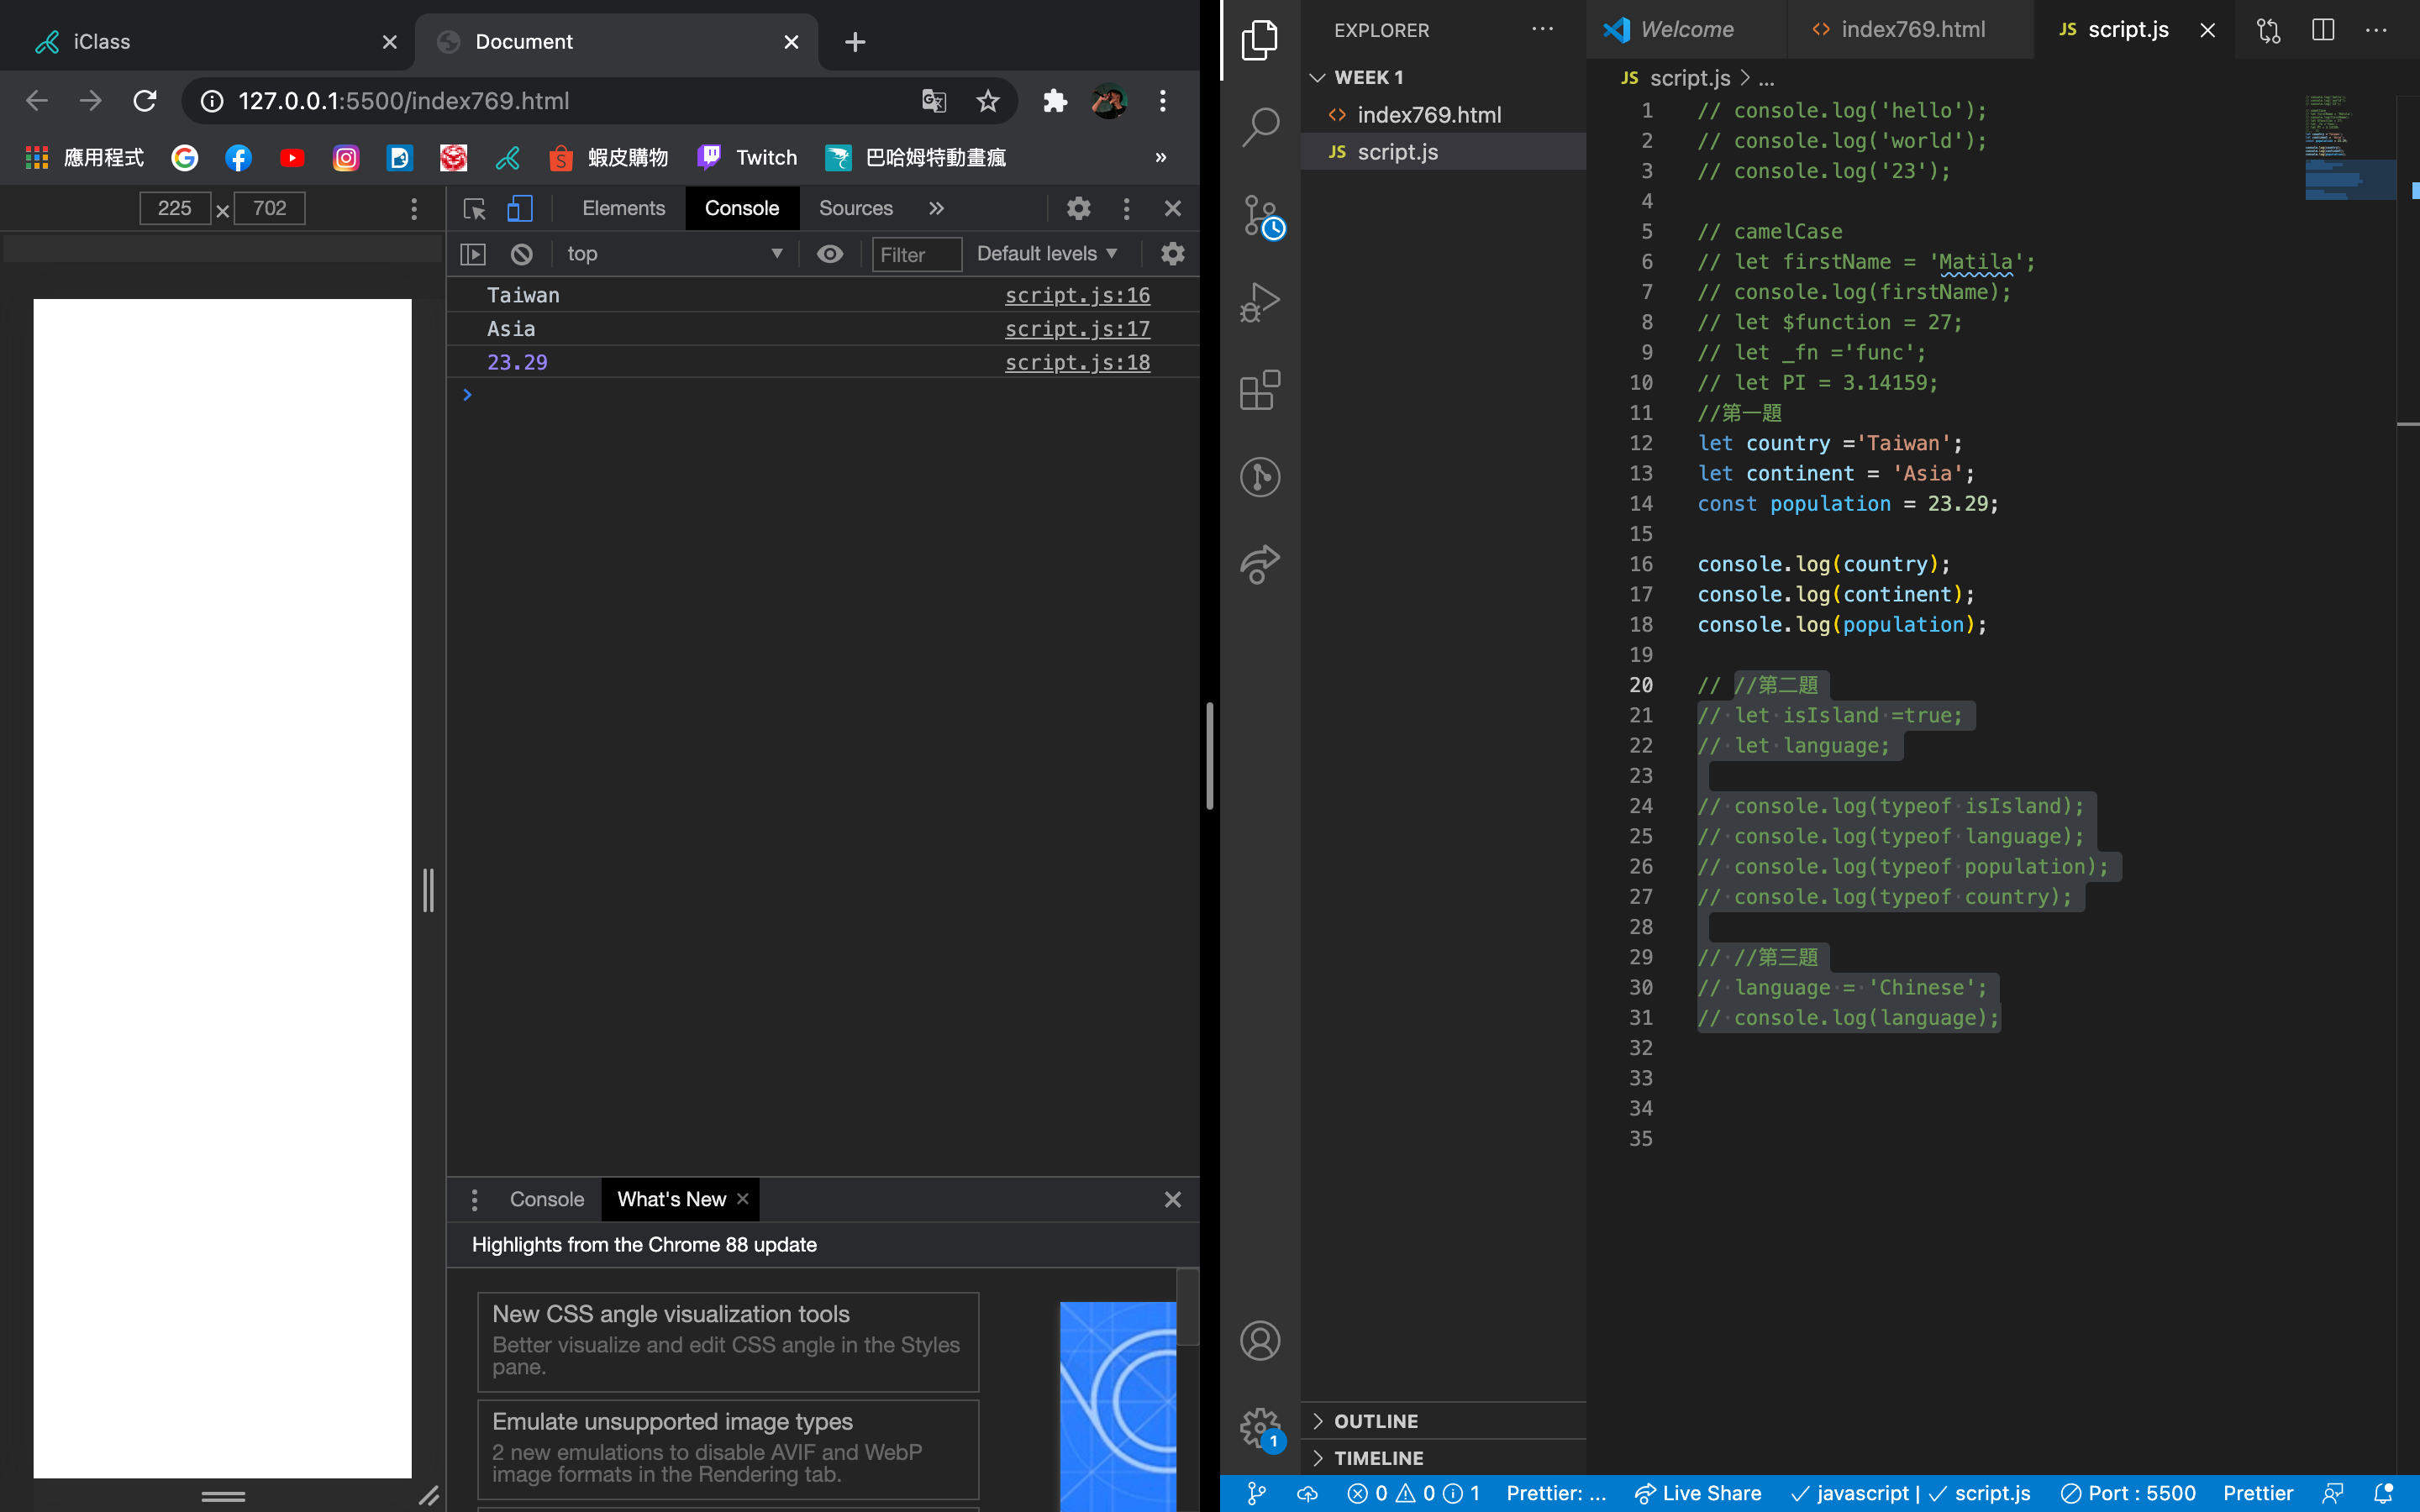 iClass
Document
127.0.0.1:5500/index769.html
應用程式
蝦皮購物
Twitch
巴哈姆特動畫瘋
»
225 × 702
Elements
Console
Sources
top
Filter
Default levels
Taiwan script.js:16
Asia script.js:17
23.29 script.js:18
Console
What's New
Highlights from the Chrome 88 update
New CSS angle visualization tools
Better visualize and edit CSS angle in the Styles
pane.
Emulate unsupported image types
2 new emulations to disable AVIF and WebP
image formats in the Rendering tab.
EXPLORER
WEEK 1
index769.html
JS script.js
OUTLINE
TIMELINE
1
Welcome
index769.html
JS script.js
JS script.js > ...
1 // console.log('hello');
2 // console.log('world');
3 // console.log('23');
4
5 // camelCase
6 // let firstName = 'Matila';
7 // console.log(firstName);
8 // let $function = 27;
9 // let _fn ='func';
10 // let PI = 3.14159;
11 //第一題
12 let country ='Taiwan';
13 let continent = 'Asia';
14 const population = 23.29;
15
16 console.log(country);
17 console.log(continent);
18 console.log(population);
19
20 // //第二題
21 // let isIsland =true;
22 // let language;
23
24 // console.log(typeof isIsland);
25 // console.log(typeof language);
26 // console.log(typeof population);
27 // console.log(typeof country);
28
29 // //第三題
30 // language = 'Chinese';
31 // console.log(language);
32
33
34
35
0 0 1 Prettier: ... Live Share javascript | script.js Port : 5500 Prettier